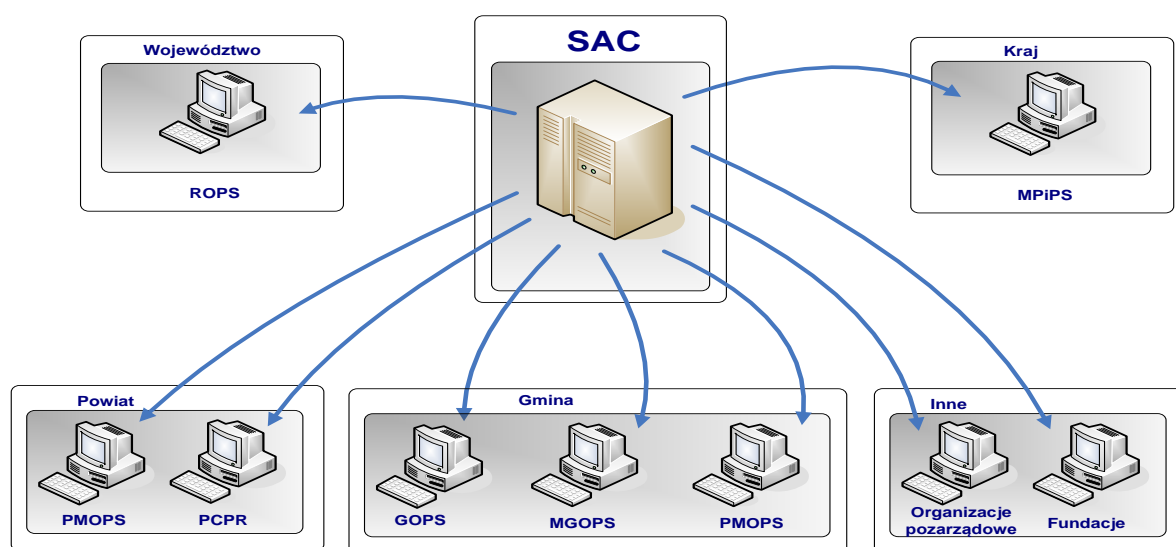 SAC
Województwo
ROPS
Kraj
MPiPS
Powiat
PMOPS
PCPR
Gmina
GOPS
MGOPS
PMOPS
Inne
Organizacje
pozarządowe
Fundacje